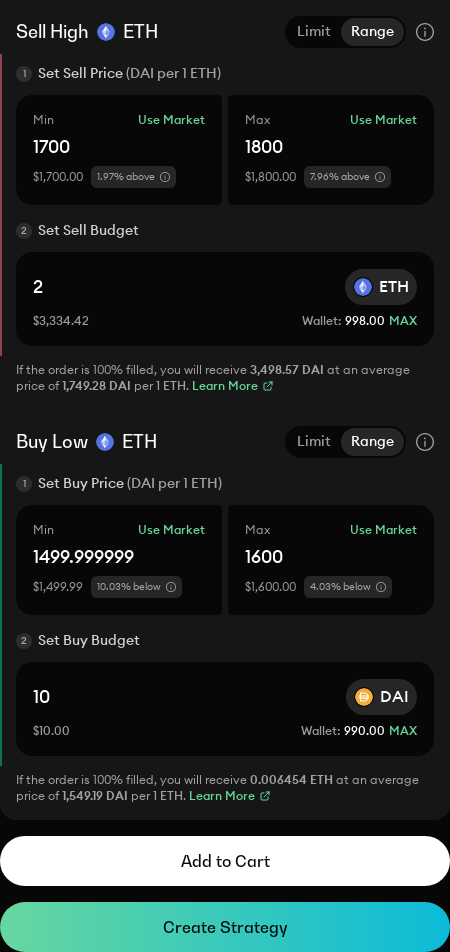 Sell High ETH Limit Range
1 Set Sell Price (DAI per 1 ETH)
Min Use Market Max Use Market
1700 1800
$1,700.00 1.97% above $1,800.00 7.96% above
2 Set Sell Budget
2 ETH
$3,334.42 Wallet: 998.00 MAX
If the order is 100% filled, you will receive 3,498.57 DAI at an average
price of 1,749.28 DAI per 1 ETH. Learn More
Buy Low ETH Limit Range
1 Set Buy Price (DAI per 1 ETH)
Min Use Market Max Use Market
1499.999999 1600
$1,499.99 10.03% below $1,600.00 4.03% below
2 Set Buy Budget
10 DAI
$10.00 Wallet: 990.00 MAX
If the order is 100% filled, you will receive 0.006454 ETH at an average
price of 1,549.19 DAI per 1 ETH. Learn More
Add to Cart
Create Strategy